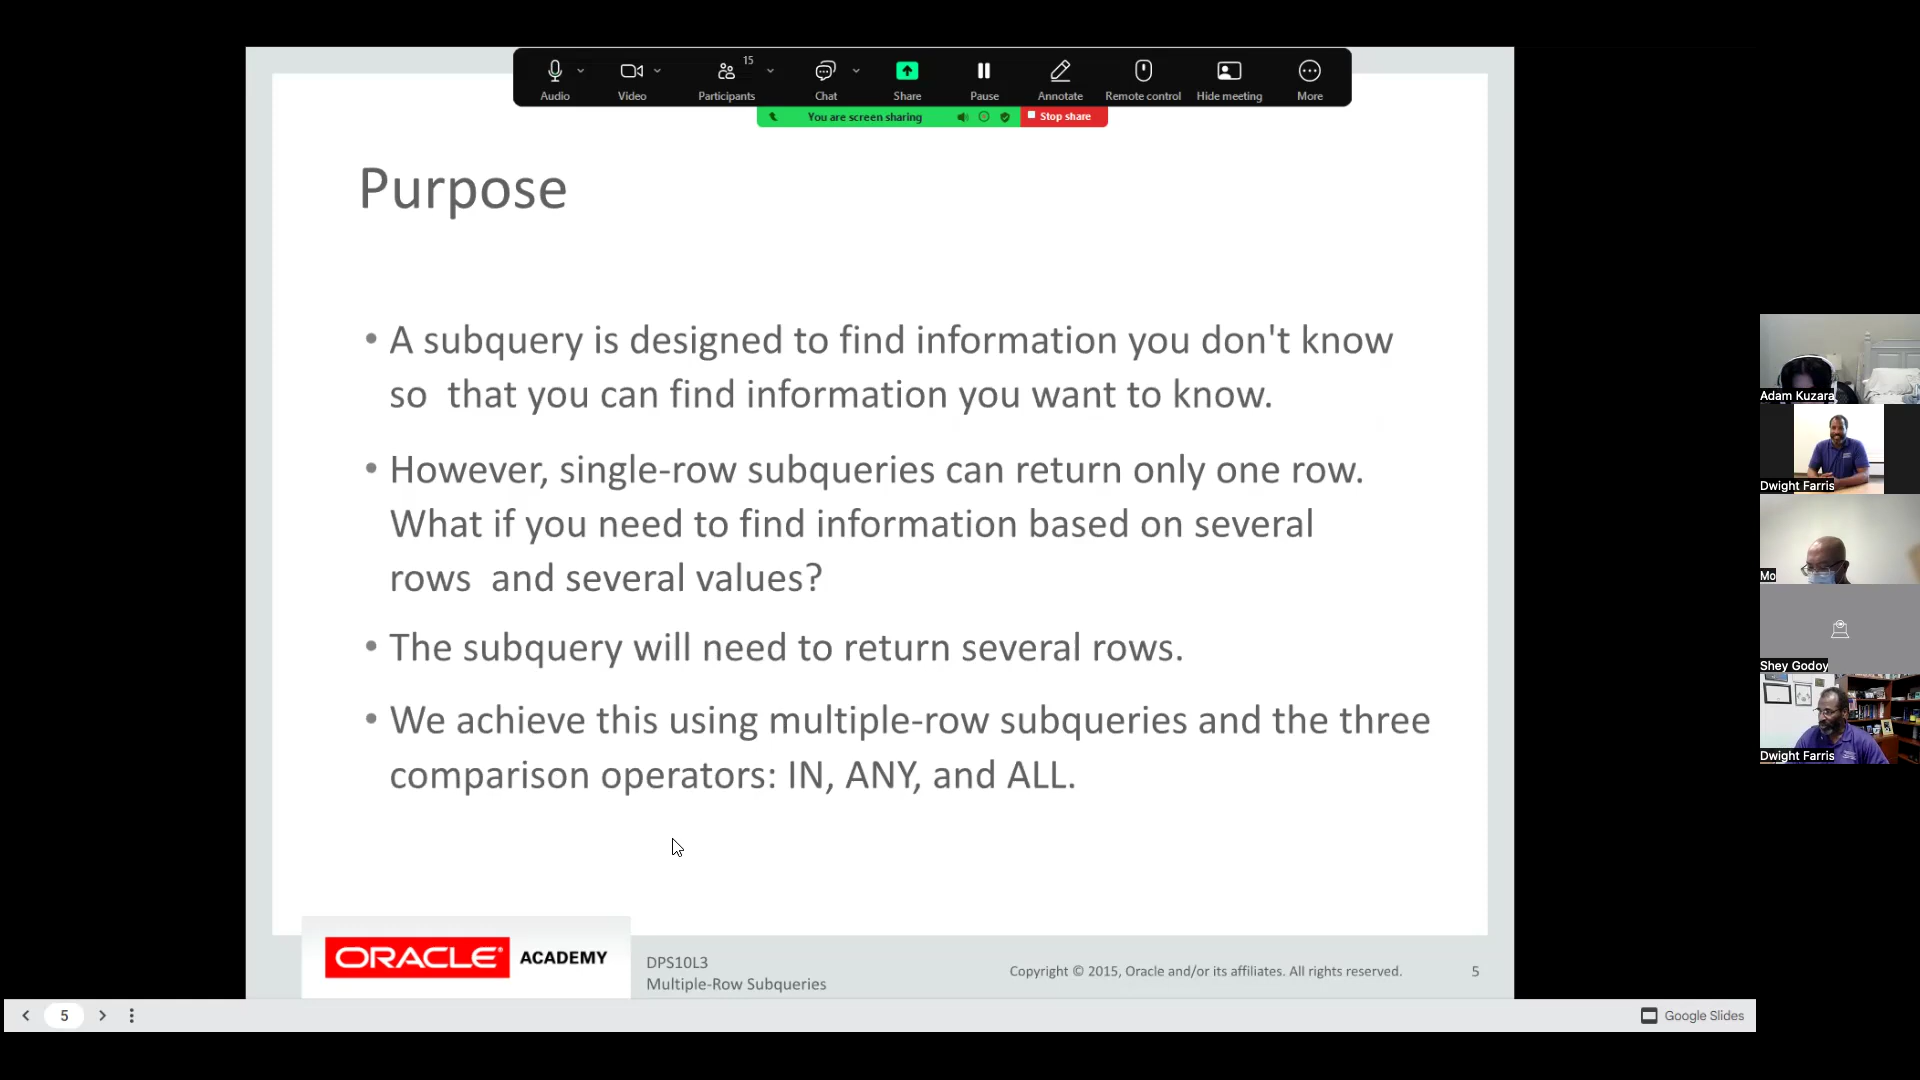 15
Audio
Video
Participants
Chat
Share
Pause
Annotate
Remote control
Hide meeting
More
You are screen sharing
Stop share
Purpose
• A subquery is designed to find information you don't know
so  that you can find information you want to know.
• However, single-row subqueries can return only one row.
What if you need to find information based on several
rows  and several values?
• The subquery will need to return several rows.
• We achieve this using multiple-row subqueries and the three
comparison operators: IN, ANY, and ALL.
ORACLE® ACADEMY
DPS10L3
Multiple-Row Subqueries
Copyright © 2015, Oracle and/or its affiliates. All rights reserved.
5
5
Google Slides
Adam Kuzara
Dwight Farris
Mo
Shey Godoy
Dwight Farris